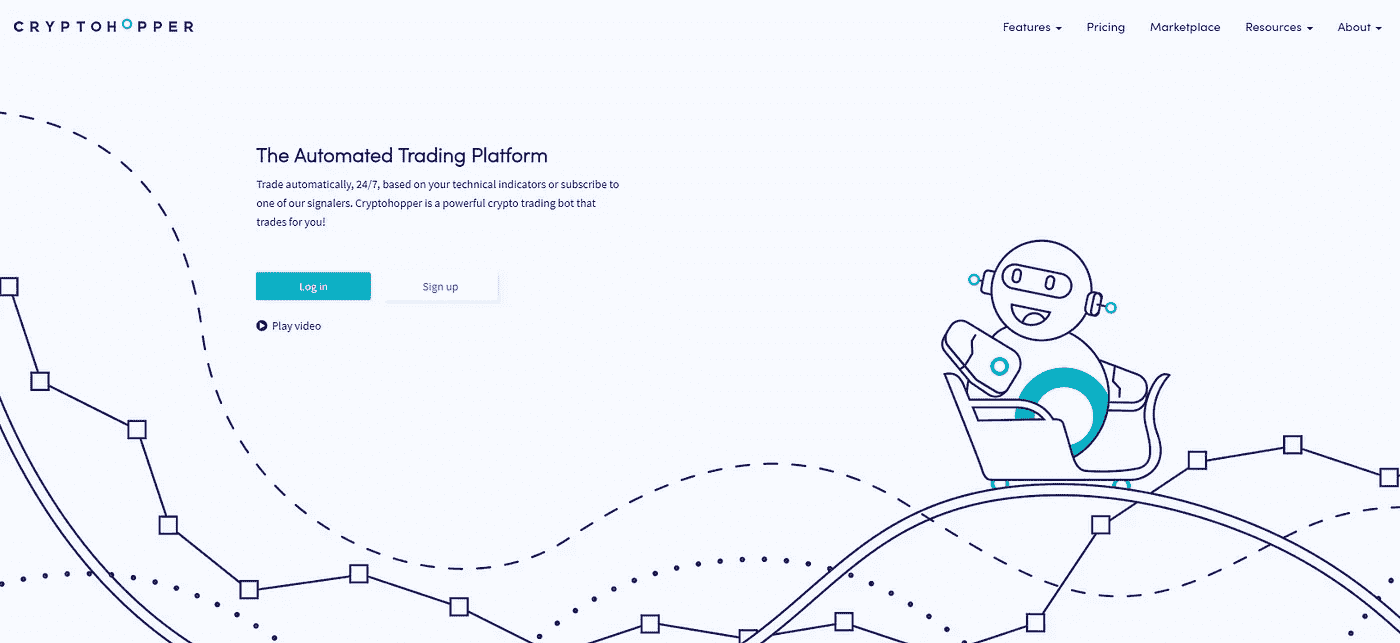 CRYPTOHOPPER
Features
Pricing
Marketplace
Resources
About
The Automated Trading Platform
Trade automatically, 24/7, based on your technical indicators or subscribe to
one of our signalers. Cryptohopper is a powerful crypto trading bot that
trades for you!
Log in
Sign up
Play video